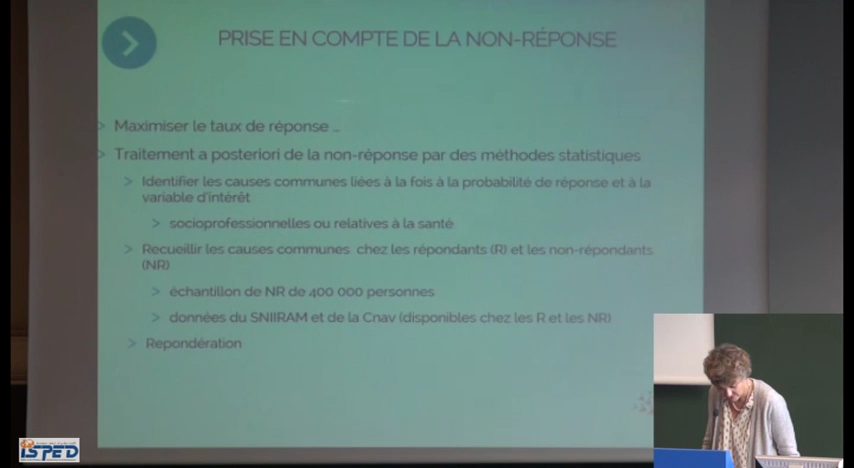 PRISE EN COMPTE DE LA NON-RÉPONSE
> Maximiser le taux de réponse ...
> Traitement a posteriori de la non-réponse par des méthodes statistiques
> Identifier les causes communes liées à la fois à la probabilité de réponse et à la
variable d'intérêt
> socioprofessionnelles ou relatives à la santé
> Recueillir les causes communes chez les répondants (R) et les non-répondants
(NR)
> échantillon de NR de 400 000 personnes
> données du SNIIRAM et de la Cnav (disponibles chez les R et les NR)
> Repondération
ISPED